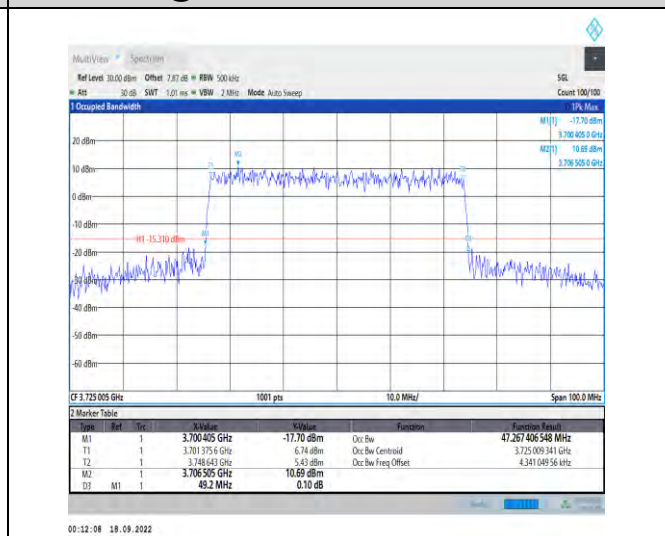 MultiView Spectrum
Ref Level 30.00 dBm Offset 7.87 dB RBW 500 kHz SGL
Att 30 dB SWT 1.01 ms VBW 2 MHz Mode Auto Sweep Count 100/100
1 Occupied Bandwidth 1Pk Max
M1[1] -17.70 dBm
3.700 405 0 GHz
M2[1] 10.69 dBm
3.706 505 0 GHz
20 dBm
10 dBm
0 dBm
-10 dBm
H1 -15.310 dBm
-20 dBm
-30 dBm
-40 dBm
-50 dBm
-60 dBm
M2
T1
M1
CF 3.725 005 GHz 1001 pts 10.0 MHz/ Span 100.0 MHz
2 Marker Table
Type Ref Trc X-Value Y-Value Function Function Result
M1 1 3.700 405 GHz -17.70 dBm Occ Bw 47.267 406 548 MHz
T1 1 3.701 375 6 GHz 6.74 dBm Occ Bw Centroid 3.725 009 341 GHz
T2 1 3.748 643 GHz 5.43 dBm Occ Bw Freq Offset 4.341 049 56 kHz
M2 1 3.706 505 GHz 10.69 dBm
D3 M1 1 49.2 MHz 0.10 dB
00:12:08 18.09.2022